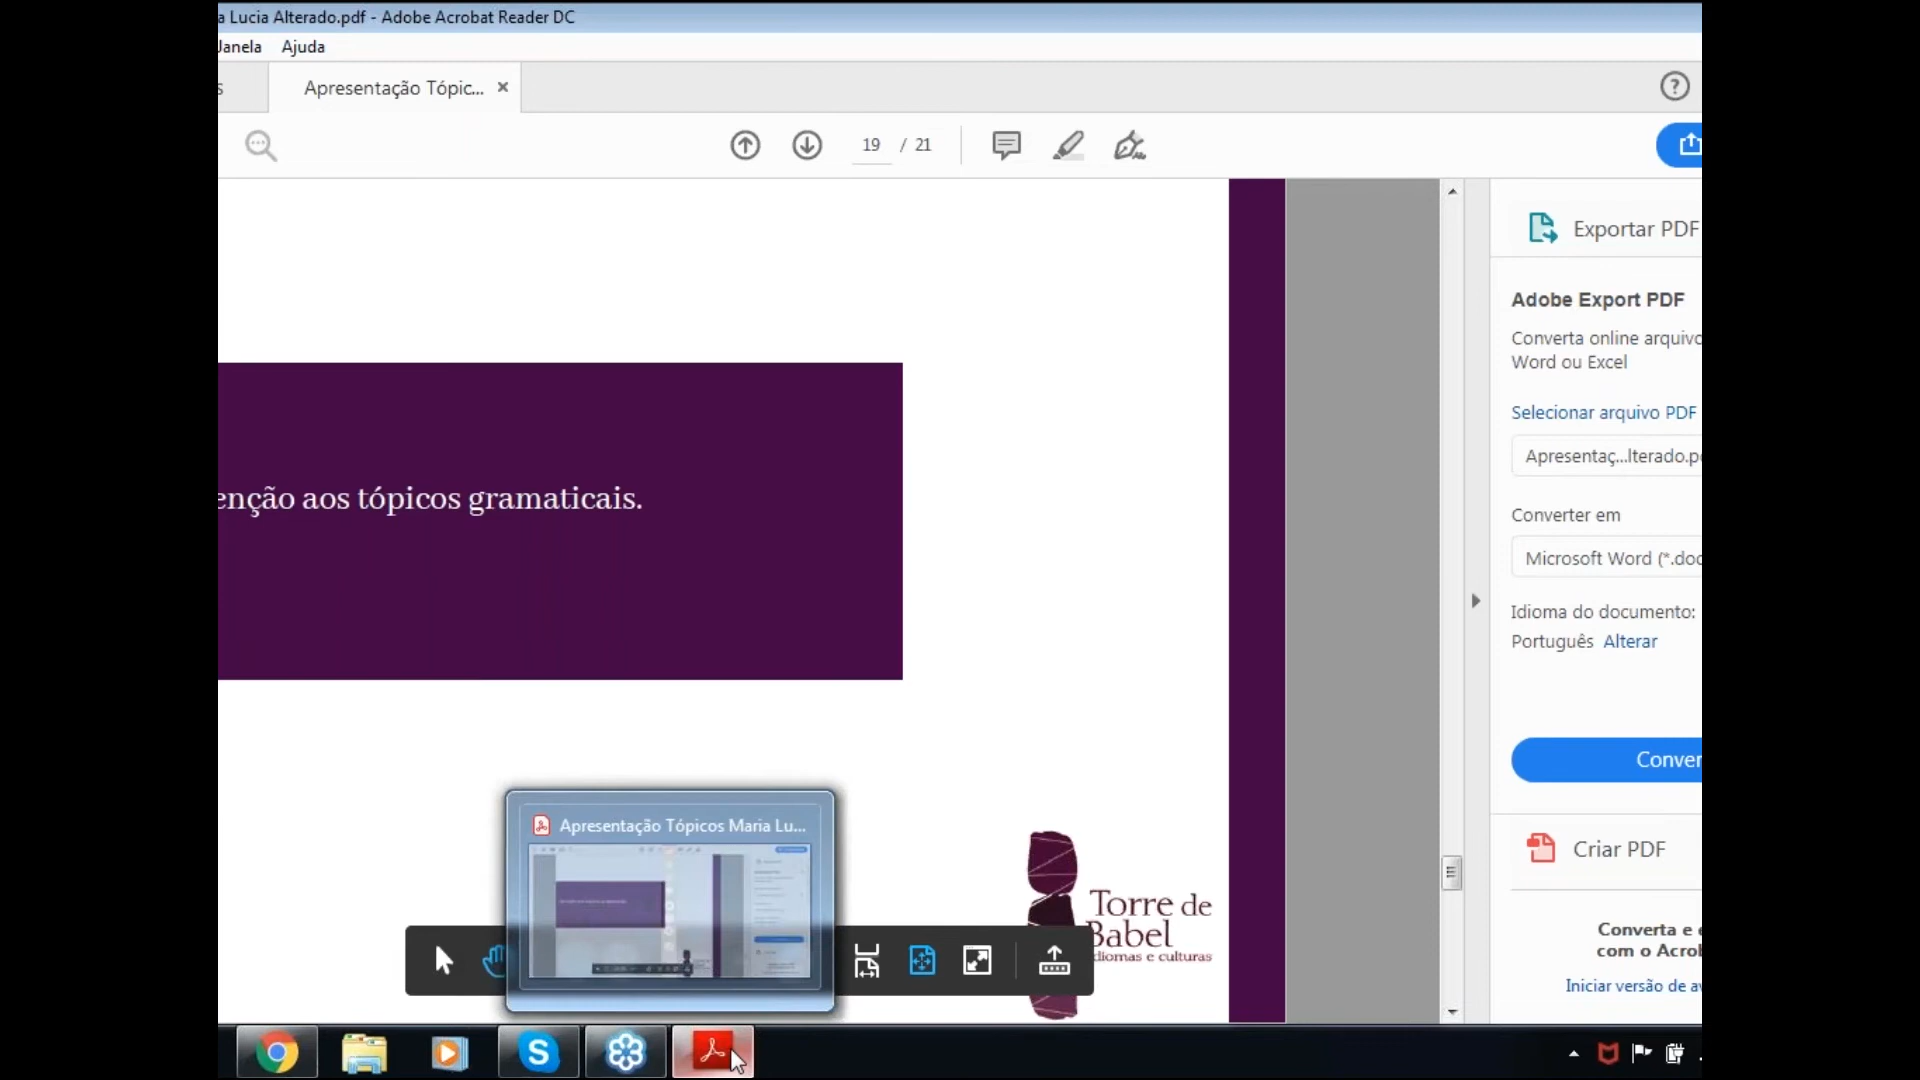 a Lucia Alterado.pdf - Adobe Acrobat Reader DC
Janela Ajuda
s Apresentação Tópic... ×
19 / 21
Exportar PDF
Adobe Export PDF
Converta online arquivo
Word ou Excel
Selecionar arquivo PDF
Apresentaç...lterado.p
Converter em
Microsoft Word (*.doc
Idioma do documento:
Português Alterar
Conver
enção aos tópicos gramaticais.
Criar PDF
Converta e e
com o Acrob
Iniciar versão de av
Apresentação Tópicos Maria Lu...
Torre de
Babel
idiomas e culturas